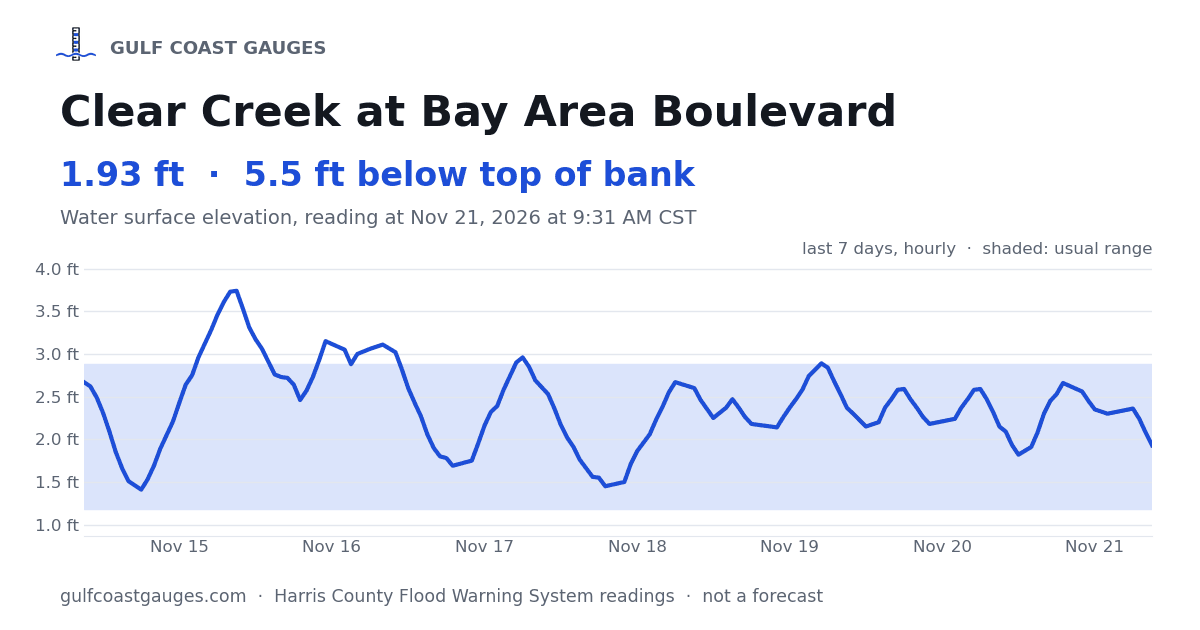 GULF COAST GAUGES
Clear Creek at Bay Area Boulevard
1.93 ft · 5.5 ft below top of bank
Water surface elevation, reading at Nov 21, 2026 at 9:31 AM CST
last 7 days, hourly · shaded: usual range
4.0 ft
3.5 ft
3.0 ft
2.5 ft
2.0 ft
1.5 ft
1.0 ft
Nov 15 Nov 16 Nov 17 Nov 18 Nov 19 Nov 20 Nov 21
gulfcoastgauges.com · Harris County Flood Warning System readings · not a forecast